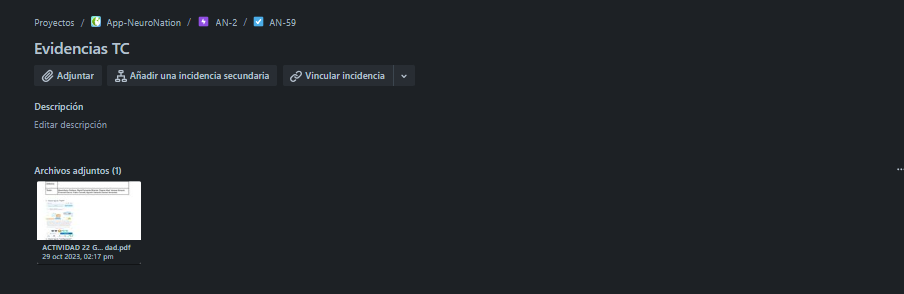 Proyectos / App-NeuroNation / AN-2 / AN-59
Evidencias TC
Adjuntar Añadir una incidencia secundaria Vincular incidencia
Descripción
Editar descripción
Archivos adjuntos (1)
ACTIVIDAD 22 G... dad.pdf
29 oct 2023, 02:17 pm